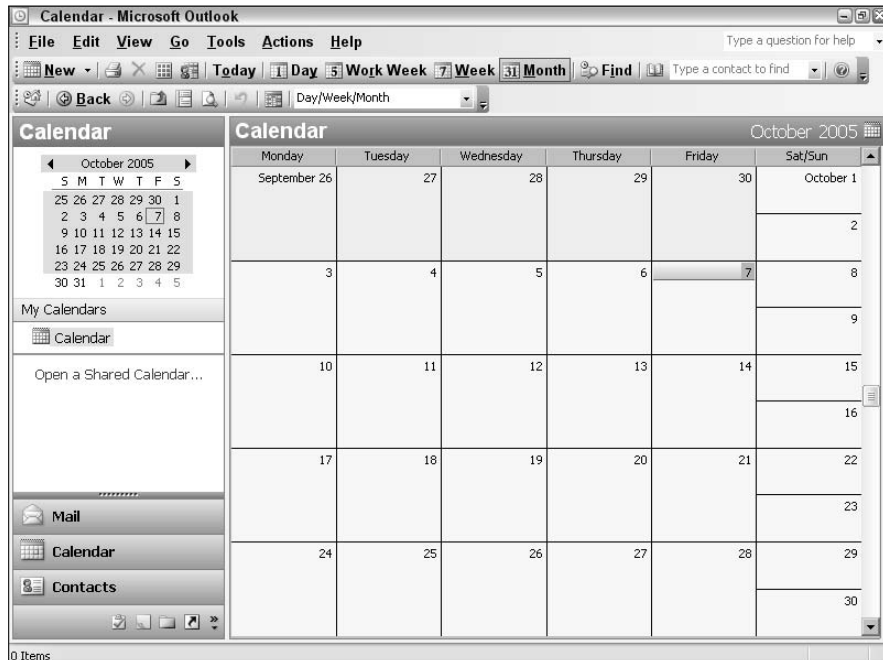 Calendar - Microsoft Outlook
File Edit View Go Tools Actions Help
Type a question for help
New Today 1 Day 5 Work Week 7 Week 31 Month Find Type a contact to find
Back Day/Week/Month
Calendar
October 2005
S M T W T F S
25 26 27 28 29 30 1
2 3 4 5 6 7 8
9 10 11 12 13 14 15
16 17 18 19 20 21 22
23 24 25 26 27 28 29
30 31 1 2 3 4 5
My Calendars
Calendar
Open a Shared Calendar...
Mail
Calendar
Contacts
Calendar October 2005
Monday Tuesday Wednesday Thursday Friday Sat/Sun
September 26 27 28 29 30 October 1
2
3 4 5 6 7 8
9
10 11 12 13 14 15
16
17 18 19 20 21 22
23
24 25 26 27 28 29
30
0 Items